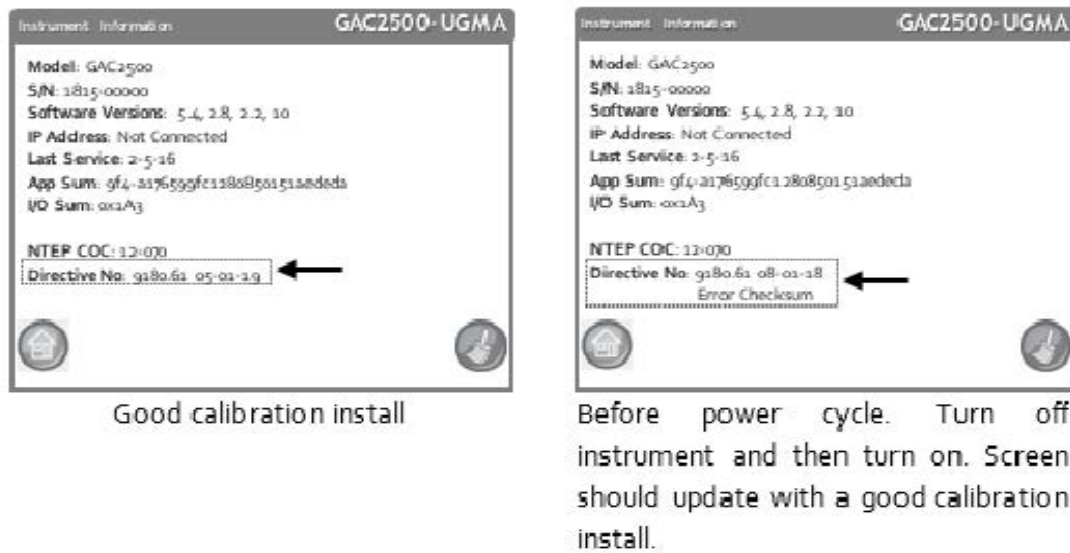 Instrument Information GAC2500-UGMA
Model: GAC2500
S/N: 1815-00000
Software Versions: 5.4, 2.8, 2.2, 10
IP Address: Not Connected
Last Service: 2-5-16
App Sum:
I/O Sum: 0x1A3
NTEP COC: 12-070
Directive No: 9180.61 05-01-19
Good calibration install
Instrument Information GAC2500-UGMA
Model: GAC2500
S/N: 1815-00000
Software Versions: 5.4, 2.8, 2.2, 10
IP Address: Not Connected
Last Service: 2-5-16
App Sum:
I/O Sum: 0x1A3
NTEP COC: 12-070
Directive No: 9180.61 08-01-18
Error Checksum
Before power cycle. Turn off
instrument and then turn on. Screen
should update with a good calibration
install.